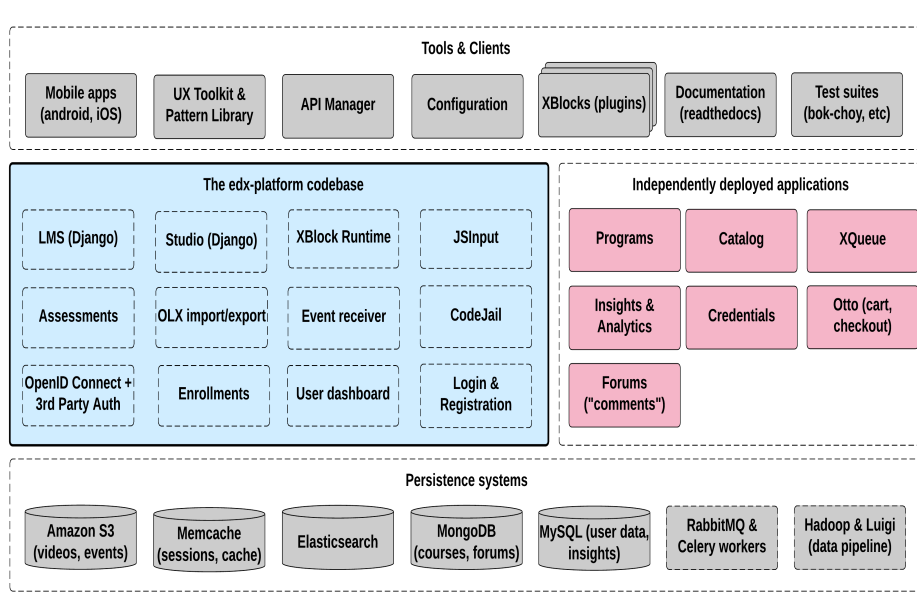 Tools & Clients
Mobile apps
(android, iOS)
UX Toolkit &
Pattern Library
API Manager
Configuration
XBlocks (plugins)
Documentation
(readthedocs)
Test suites
(bok-choy, etc)
The edx-platform codebase
LMS (Django)
Studio (Django)
XBlock Runtime
JSInput
Assessments
OLX import/export
Event receiver
CodeJail
OpenID Connect +
3rd Party Auth
Enrollments
User dashboard
Login &
Registration
Independently deployed applications
Programs
Catalog
XQueue
Insights &
Analytics
Credentials
Otto (cart,
checkout)
Forums
("comments")
Persistence systems
Amazon S3
(videos, events)
Memcache
(sessions, cache)
Elasticsearch
MongoDB
(courses, forums)
MySQL (user data,
insights)
RabbitMQ &
Celery workers
Hadoop & Luigi
(data pipeline)